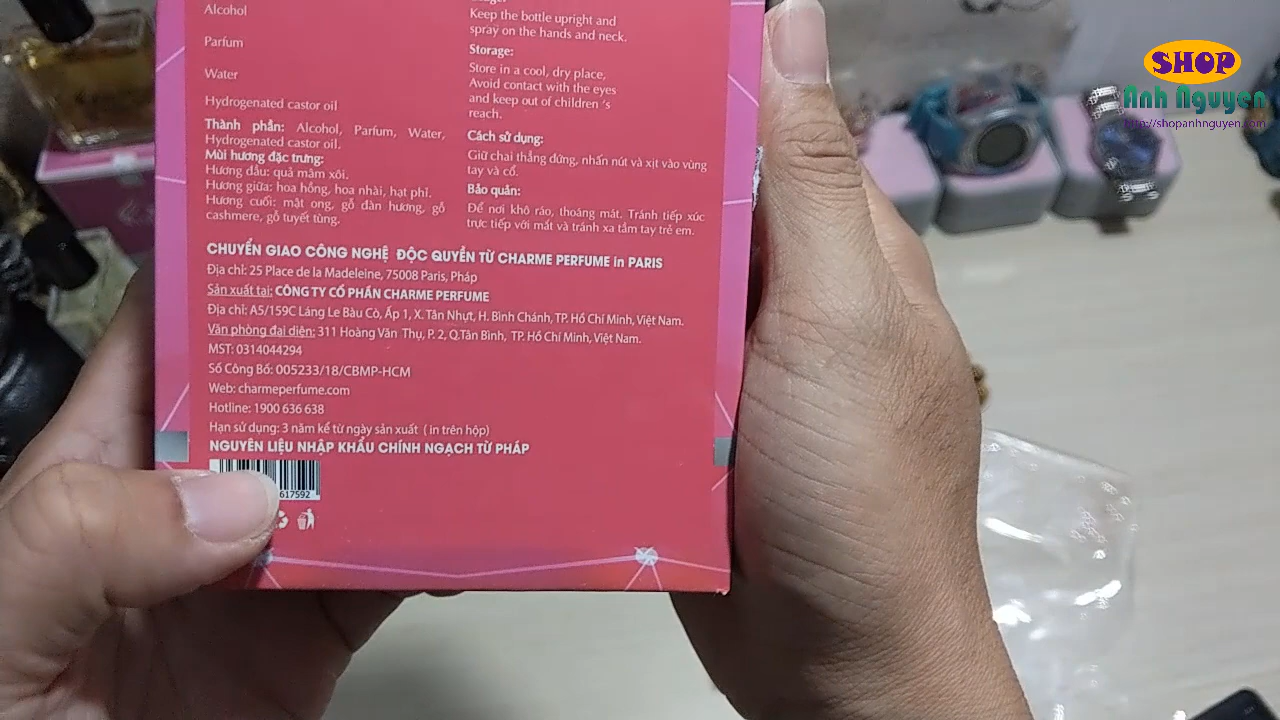 Alcohol
Parfum
Water
Hydrogenated castor oil
Thành phần: Alcohol, Parfum, Water,
Hydrogenated castor oil.
Mùi hương đặc trưng:
Hương đầu: quả mâm xôi.
Hương giữa: hoa hồng, hoa nhài, hạt phỉ.
Hương cuối: mật ong, gỗ đàn hương, gỗ
cashmere, gỗ tuyết tùng.
Keep the bottle upright and
spray on the hands and neck.
Storage:
Store in a cool, dry place,
Avoid contact with the eyes
and keep out of children 's
reach.
Cách sử dụng:
Giữ chai thẳng đứng, nhấn nút và xịt vào vùng
tay và cổ.
Bảo quản:
Để nơi khô ráo, thoáng mát. Tránh tiếp xúc
trực tiếp với mắt và tránh xa tầm tay trẻ em.
CHUYỂN GIAO CÔNG NGHỆ ĐỘC QUYỀN TỪ CHARME PERFUME in PARIS
Địa chỉ: 25 Place de la Madeleine, 75008 Paris, Pháp
Sản xuất tại: CÔNG TY CỔ PHẦN CHARME PERFUME
Địa chỉ: A5/159C Láng Le Bàu Cò, Ấp 1, X. Tân Nhựt, H. Bình Chánh, TP. Hồ Chí Minh, Việt Nam.
Văn phòng đại diện: 311 Hoàng Văn Thụ, P. 2, Q.Tân Bình, TP. Hồ Chí Minh, Việt Nam.
MST: 0314044294
Số Công Bố: 005233/18/CBMP-HCM
Web: charmeperfume.com
Hotline: 1900 636 638
Hạn sử dụng: 3 năm kể từ ngày sản xuất ( in trên hộp)
NGUYÊN LIỆU NHẬP KHẨU CHÍNH NGẠCH TỪ PHÁP
617592
SHOP
Anh Nguyen
http://shopanhnguyen.com